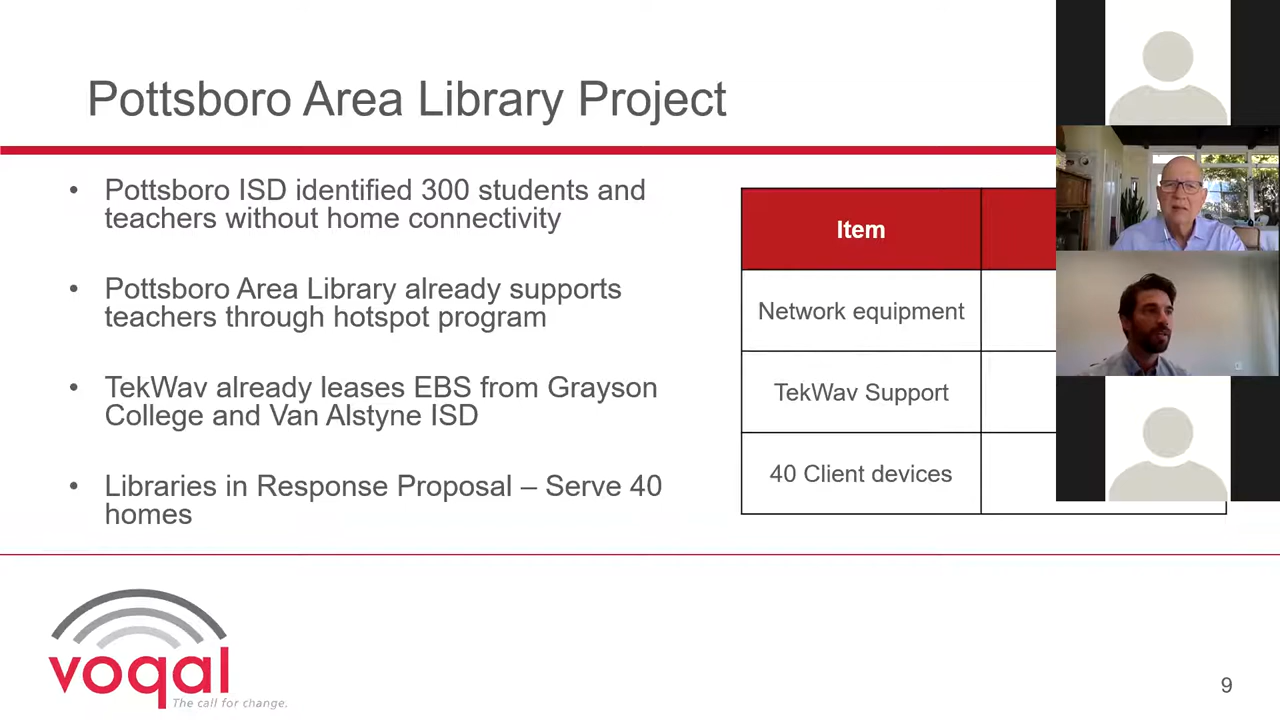 Pottsboro Area Library Project
• Pottsboro ISD identified 300 students and
teachers without home connectivity
• Pottsboro Area Library already supports
teachers through hotspot program
• TekWav already leases EBS from Grayson
College and Van Alstyne ISD
• Libraries in Response Proposal – Serve 40
homes
Item
Network equipment
TekWav Support
40 Client devices
voqal
The call for change.
9